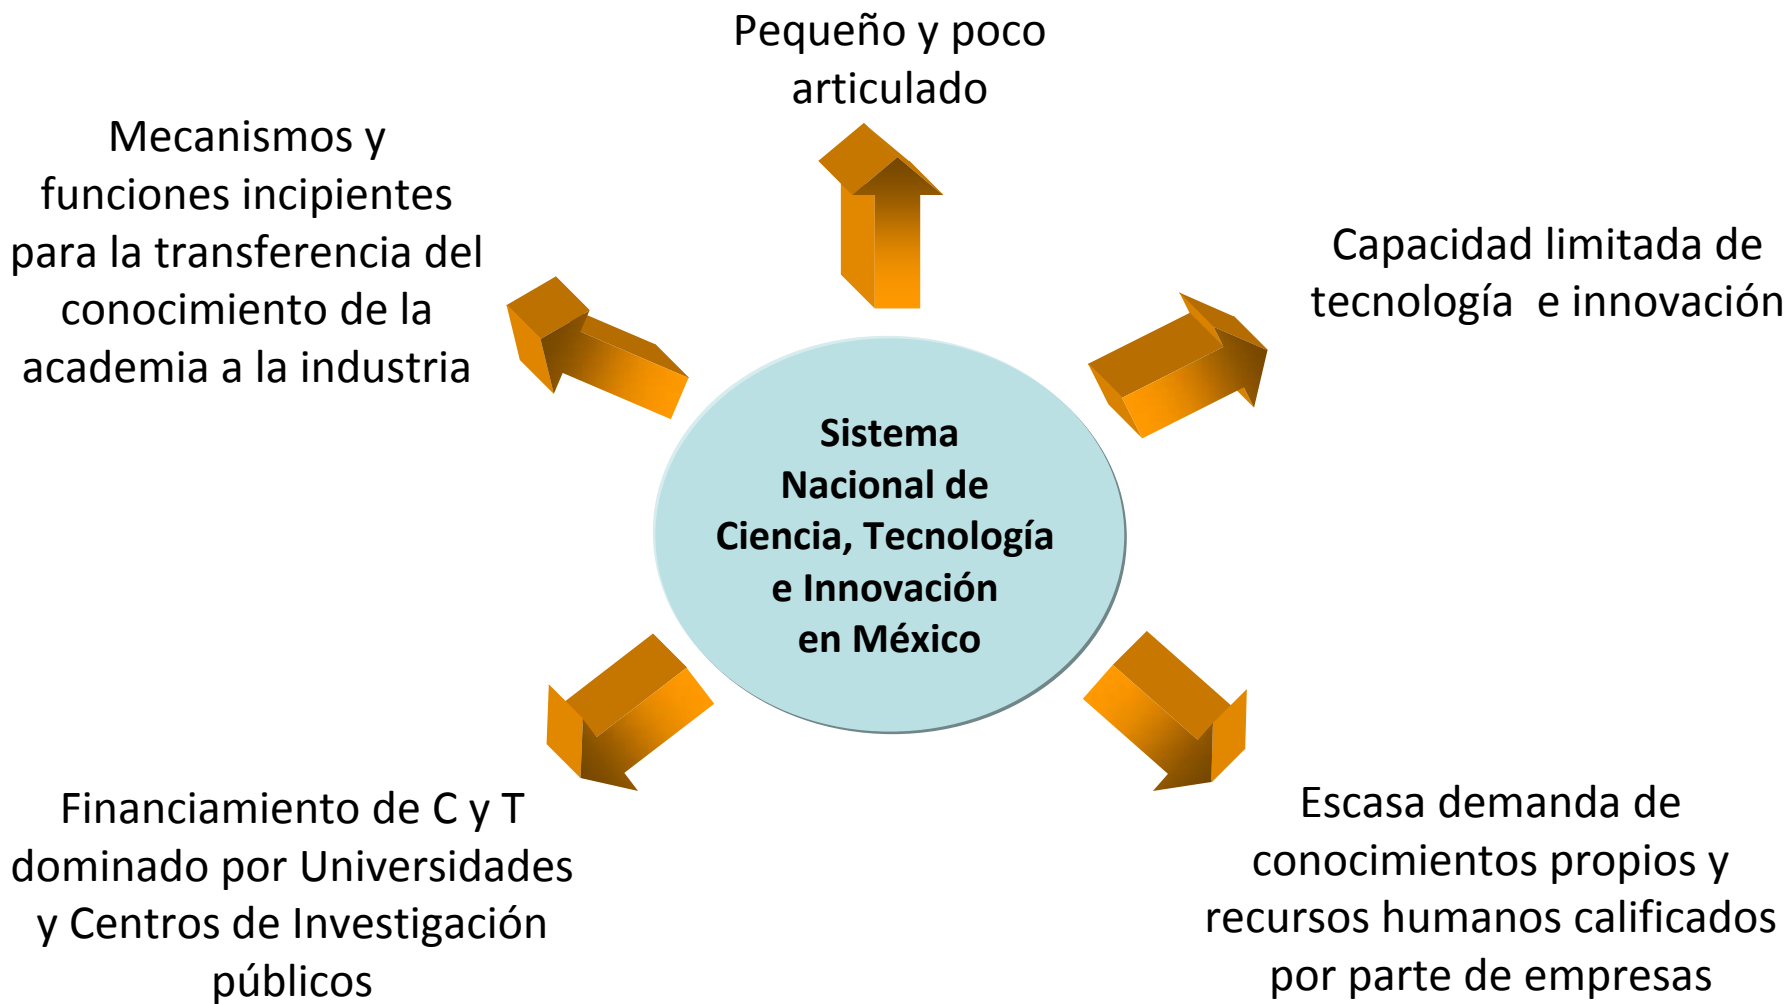 Pequeño y poco
articulado
Mecanismos y
funciones incipientes
para la transferencia del
conocimiento de la
academia a la industria
Capacidad limitada de
tecnología  e innovación
Sistema
Nacional de
Ciencia, Tecnología
e Innovación
en México
Financiamiento de C y T
dominado por Universidades
y Centros de Investigación
públicos
Escasa demanda de
conocimientos propios y
recursos humanos calificados
por parte de empresas